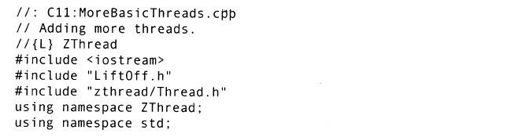 //: C11:MoreBasicThreads.cpp
// Adding more threads.
//{L} ZThread
#include <iostream>
#include "LiftOff.h"
#include "zthread/Thread.h"
using namespace ZThread;
using namespace std;